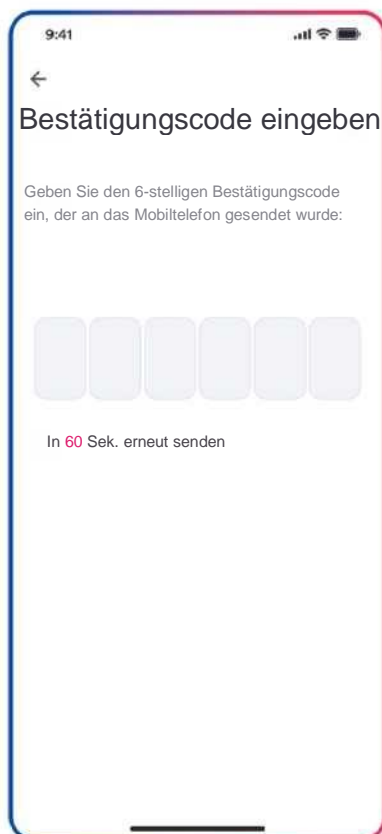 9:41
Bestätigungscode eingeben
Geben Sie den 6-stelligen Bestätigungscode
ein, der an das Mobiltelefon gesendet wurde:
In 60 Sek. erneut senden